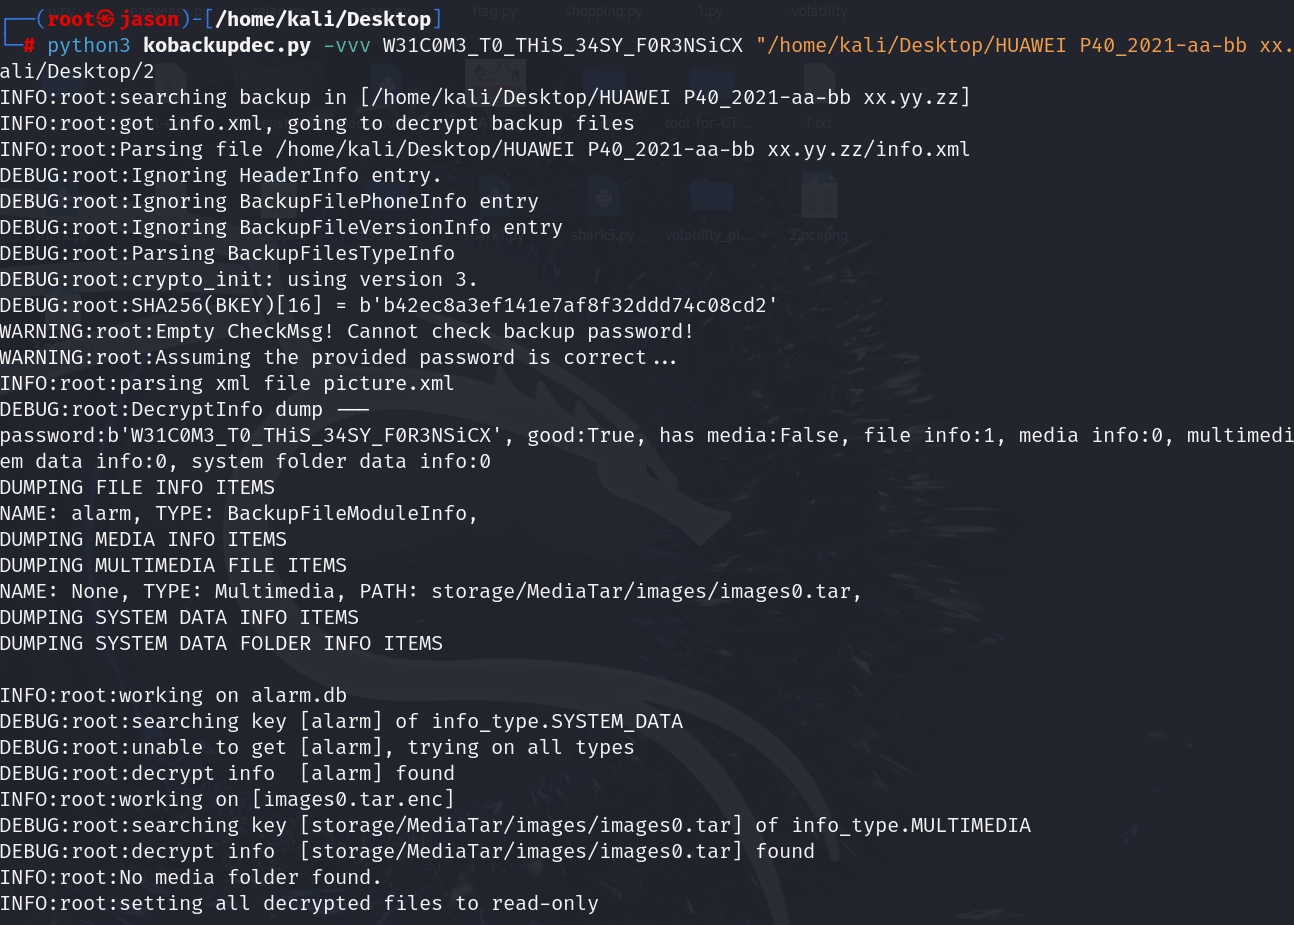 ┌──(root㉿jason)-[/home/kali/Desktop]
└─# python3 kobackupdec.py -vvv W31C0M3_T0_THiS_34SY_F0R3NSiCX "/home/kali/Desktop/HUAWEI P40_2021-aa-bb xx.
ali/Desktop/2
INFO:root:searching backup in [/home/kali/Desktop/HUAWEI P40_2021-aa-bb xx.yy.zz]
INFO:root:got info.xml, going to decrypt backup files
INFO:root:Parsing file /home/kali/Desktop/HUAWEI P40_2021-aa-bb xx.yy.zz/info.xml
DEBUG:root:Ignoring HeaderInfo entry.
DEBUG:root:Ignoring BackupFilePhoneInfo entry
DEBUG:root:Ignoring BackupFileVersionInfo entry
DEBUG:root:Parsing BackupFilesTypeInfo
DEBUG:root:crypto_init: using version 3.
DEBUG:root:SHA256(BKEY)[16] = b'b42ec8a3ef141e7af8f32ddd74c08cd2'
WARNING:root:Empty CheckMsg! Cannot check backup password!
WARNING:root:Assuming the provided password is correct...
INFO:root:parsing xml file picture.xml
DEBUG:root:DecryptInfo dump ---
password:b'W31C0M3_T0_THiS_34SY_F0R3NSiCX', good:True, has media:False, file info:1, media info:0, multimedi
em data info:0, system folder data info:0
DUMPING FILE INFO ITEMS
NAME: alarm, TYPE: BackupFileModuleInfo,
DUMPING MEDIA INFO ITEMS
DUMPING MULTIMEDIA FILE ITEMS
NAME: None, TYPE: Multimedia, PATH: storage/MediaTar/images/images0.tar,
DUMPING SYSTEM DATA INFO ITEMS
DUMPING SYSTEM DATA FOLDER INFO ITEMS
INFO:root:working on alarm.db
DEBUG:root:searching key [alarm] of info_type.SYSTEM_DATA
DEBUG:root:unable to get [alarm], trying on all types
DEBUG:root:decrypt info  [alarm] found
INFO:root:working on [images0.tar.enc]
DEBUG:root:searching key [storage/MediaTar/images/images0.tar] of info_type.MULTIMEDIA
DEBUG:root:decrypt info  [storage/MediaTar/images/images0.tar] found
INFO:root:No media folder found.
INFO:root:setting all decrypted files to read-only